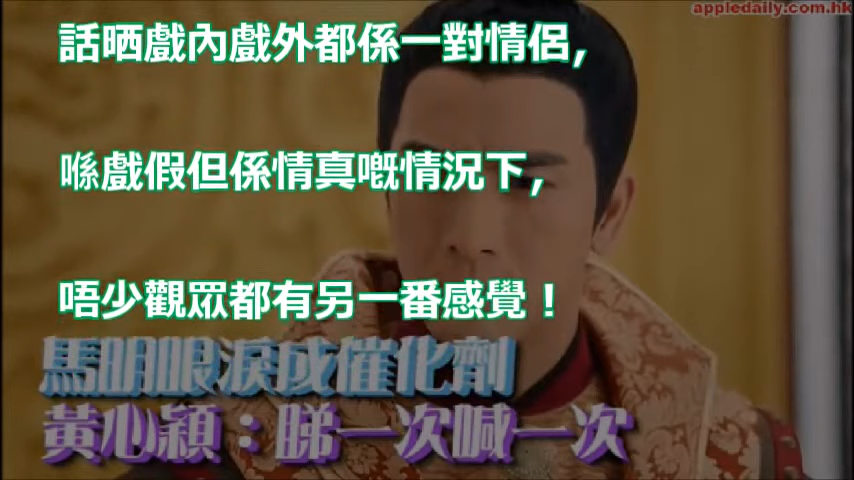 appledaily.com.hk
話晒戲內戲外都係一對情侶，
喺戲假但係情真嘅情況下，
唔少觀眾都有另一番感覺！
馬明眼淚成催化劑
黃心穎：睇一次喊一次